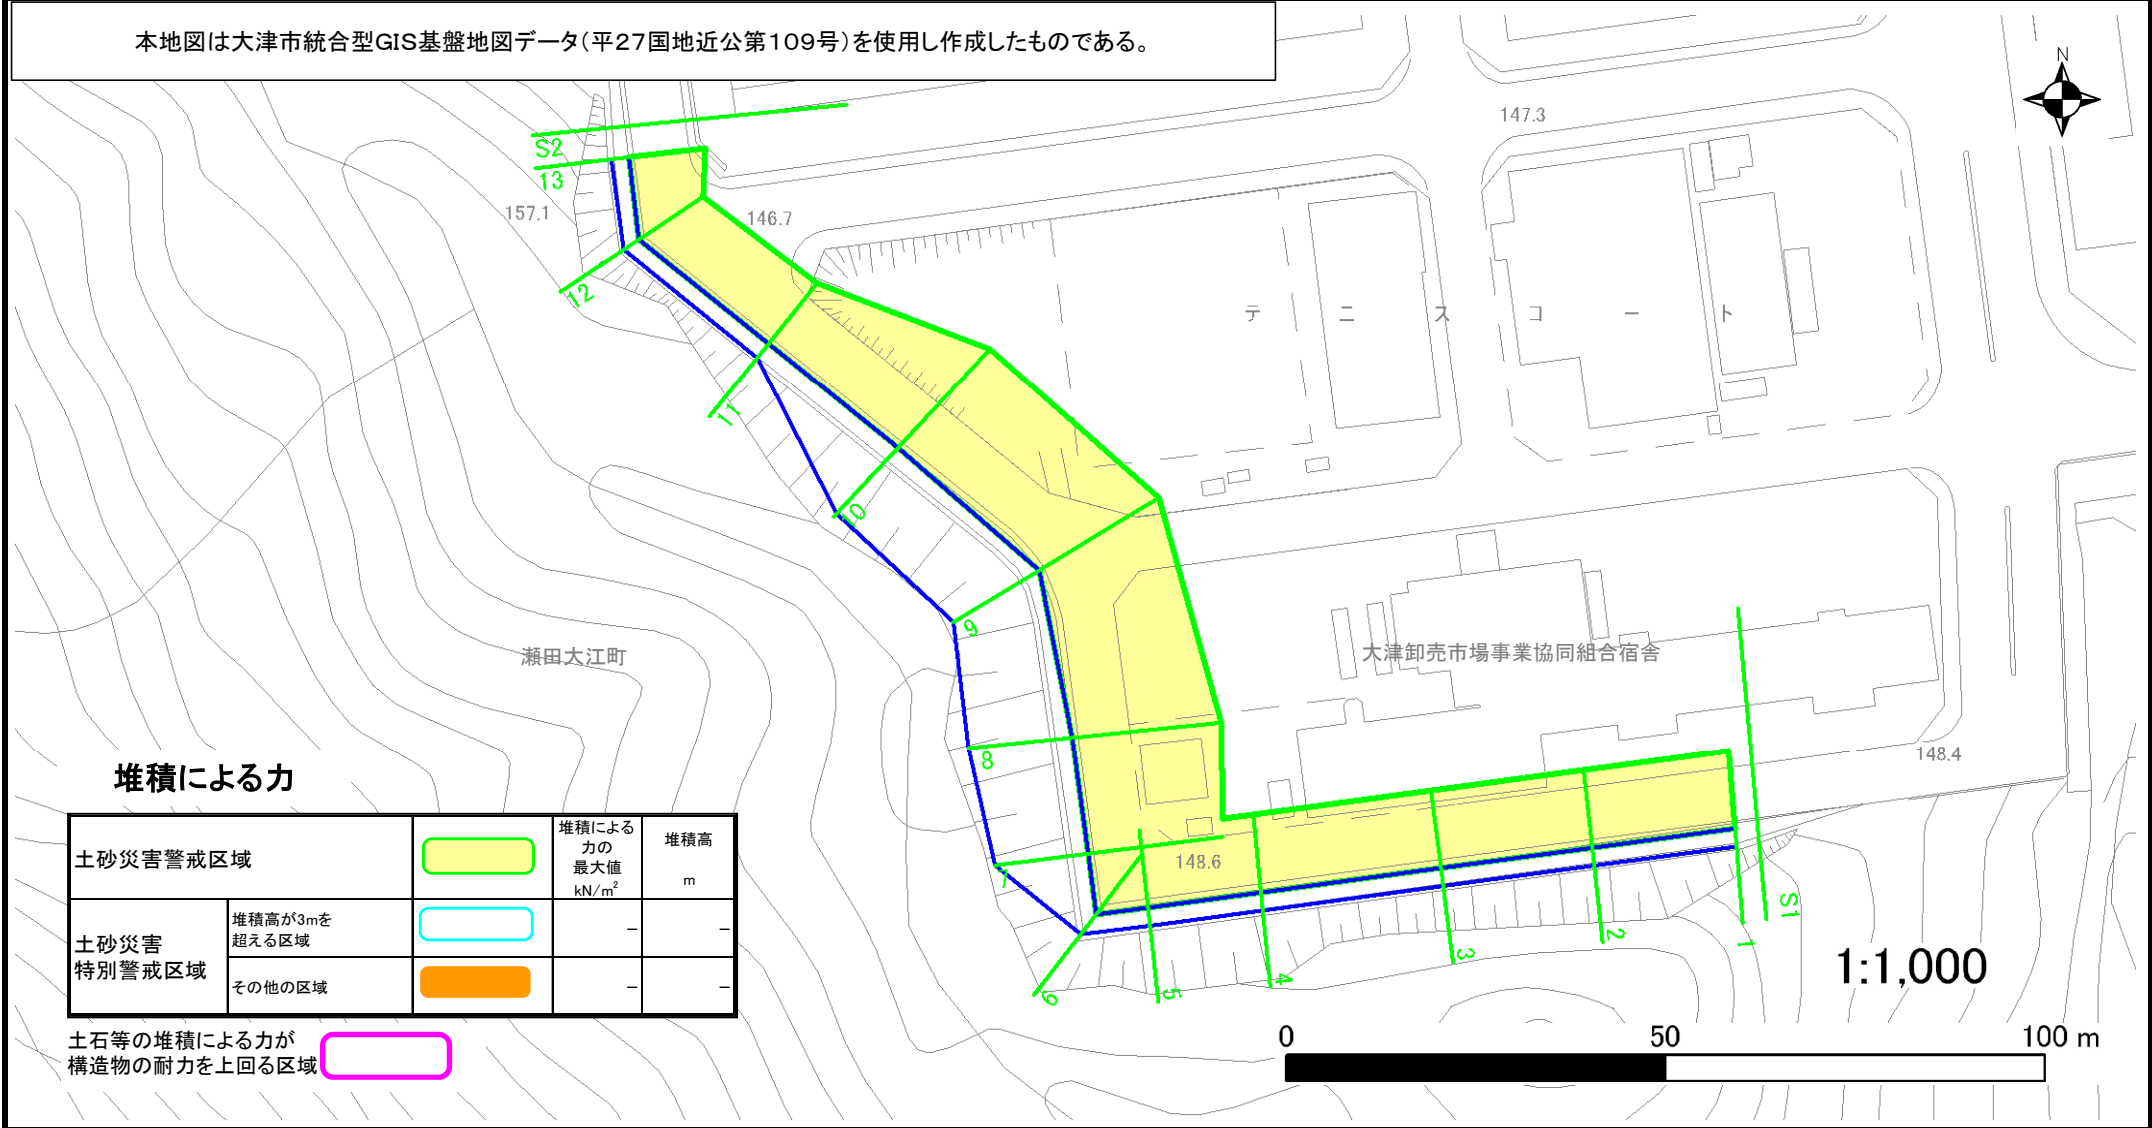 本地図は大津市統合型GIS基盤地図データ(平27国地近公第109号)を使用し作成したものである。
N
147.3
S2
13
157.1
146.7
12
テニスコート
11
10
9
瀬田大江町
大津卸売市場事業協同組合宿舎
8
148.4
7
148.6
S1
1
2
3
4
5
6
堆積による力
土砂災害警戒区域
堆積による
力の
最大値
kN/m²
堆積高
m
土砂災害
特別警戒区域
堆積高が3mを
超える区域
－ －
その他の区域
－ －
土石等の堆積による力が
構造物の耐力を上回る区域
1:1,000
0 50 100 m